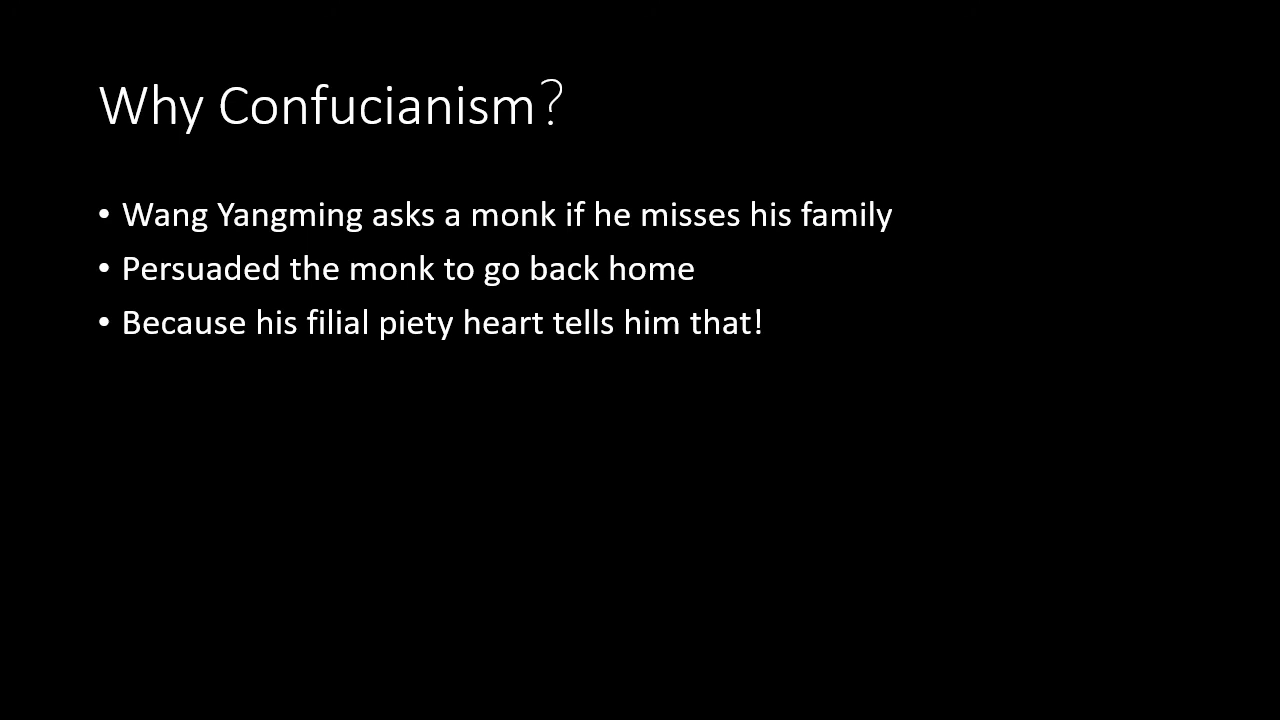 Why Confucianism？
• Wang Yangming asks a monk if he misses his family
• Persuaded the monk to go back home
• Because his filial piety heart tells him that!